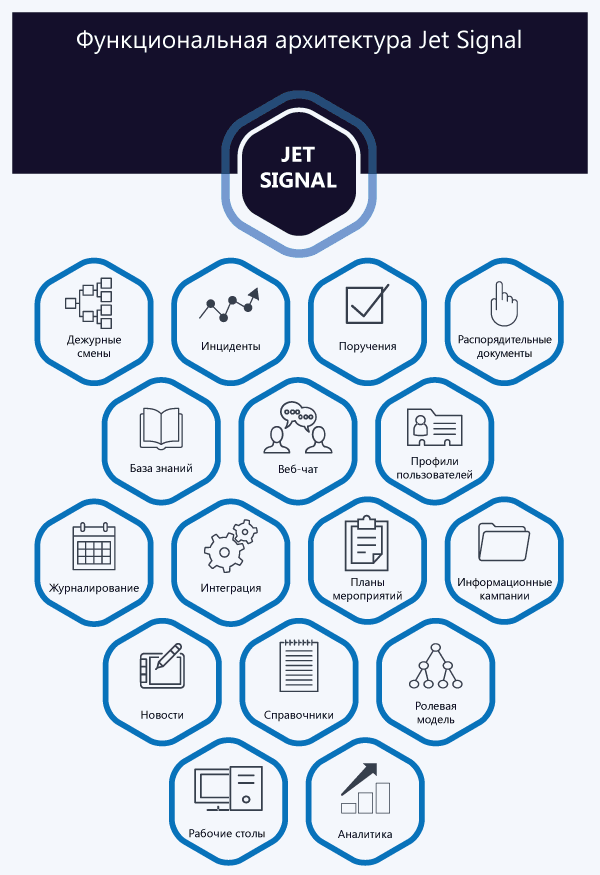 Функциональная архитектура Jet Signal
JET
SIGNAL
Дежурные
смены
Инциденты
Поручения
Распорядительные
документы
База знаний
Веб-чат
Профили
пользователей
Журналирование
Интеграция
Планы
мероприятий
Информационные
кампании
Новости
Справочники
Ролевая
модель
Рабочие столы
Аналитика